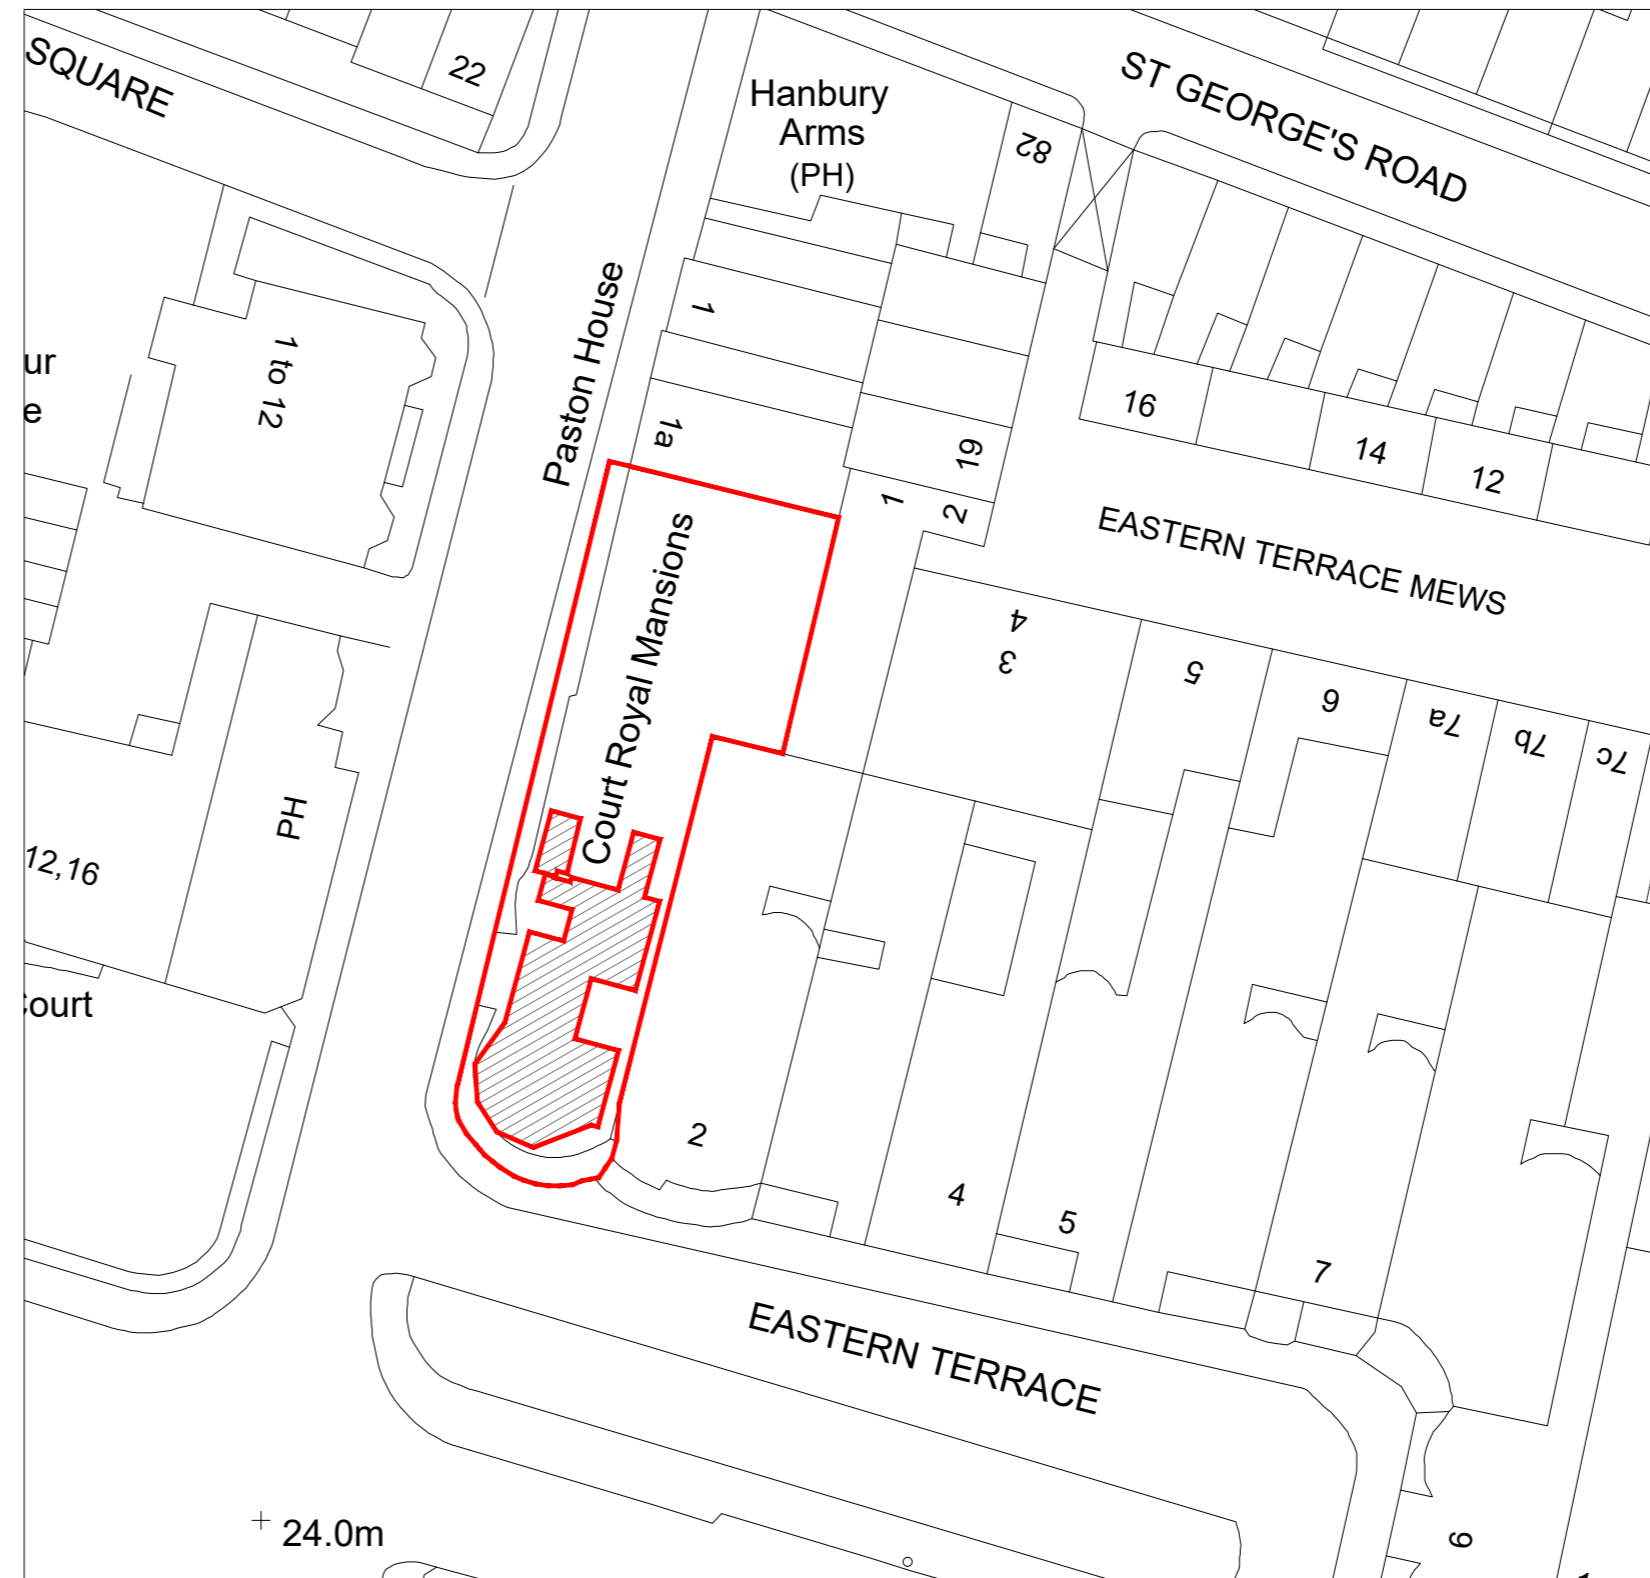 SQUARE
22
Hanbury
Arms
(PH)
82
ST GEORGE'S ROAD
Paston House
1
1 to 12
ur
e
1a
19
1
2
16
14
12
EASTERN TERRACE MEWS
Court Royal Mansions
4
3
5
6
7a
7b
7c
PH
12,16
Court
2
4
5
7
EASTERN TERRACE
24.0m
9